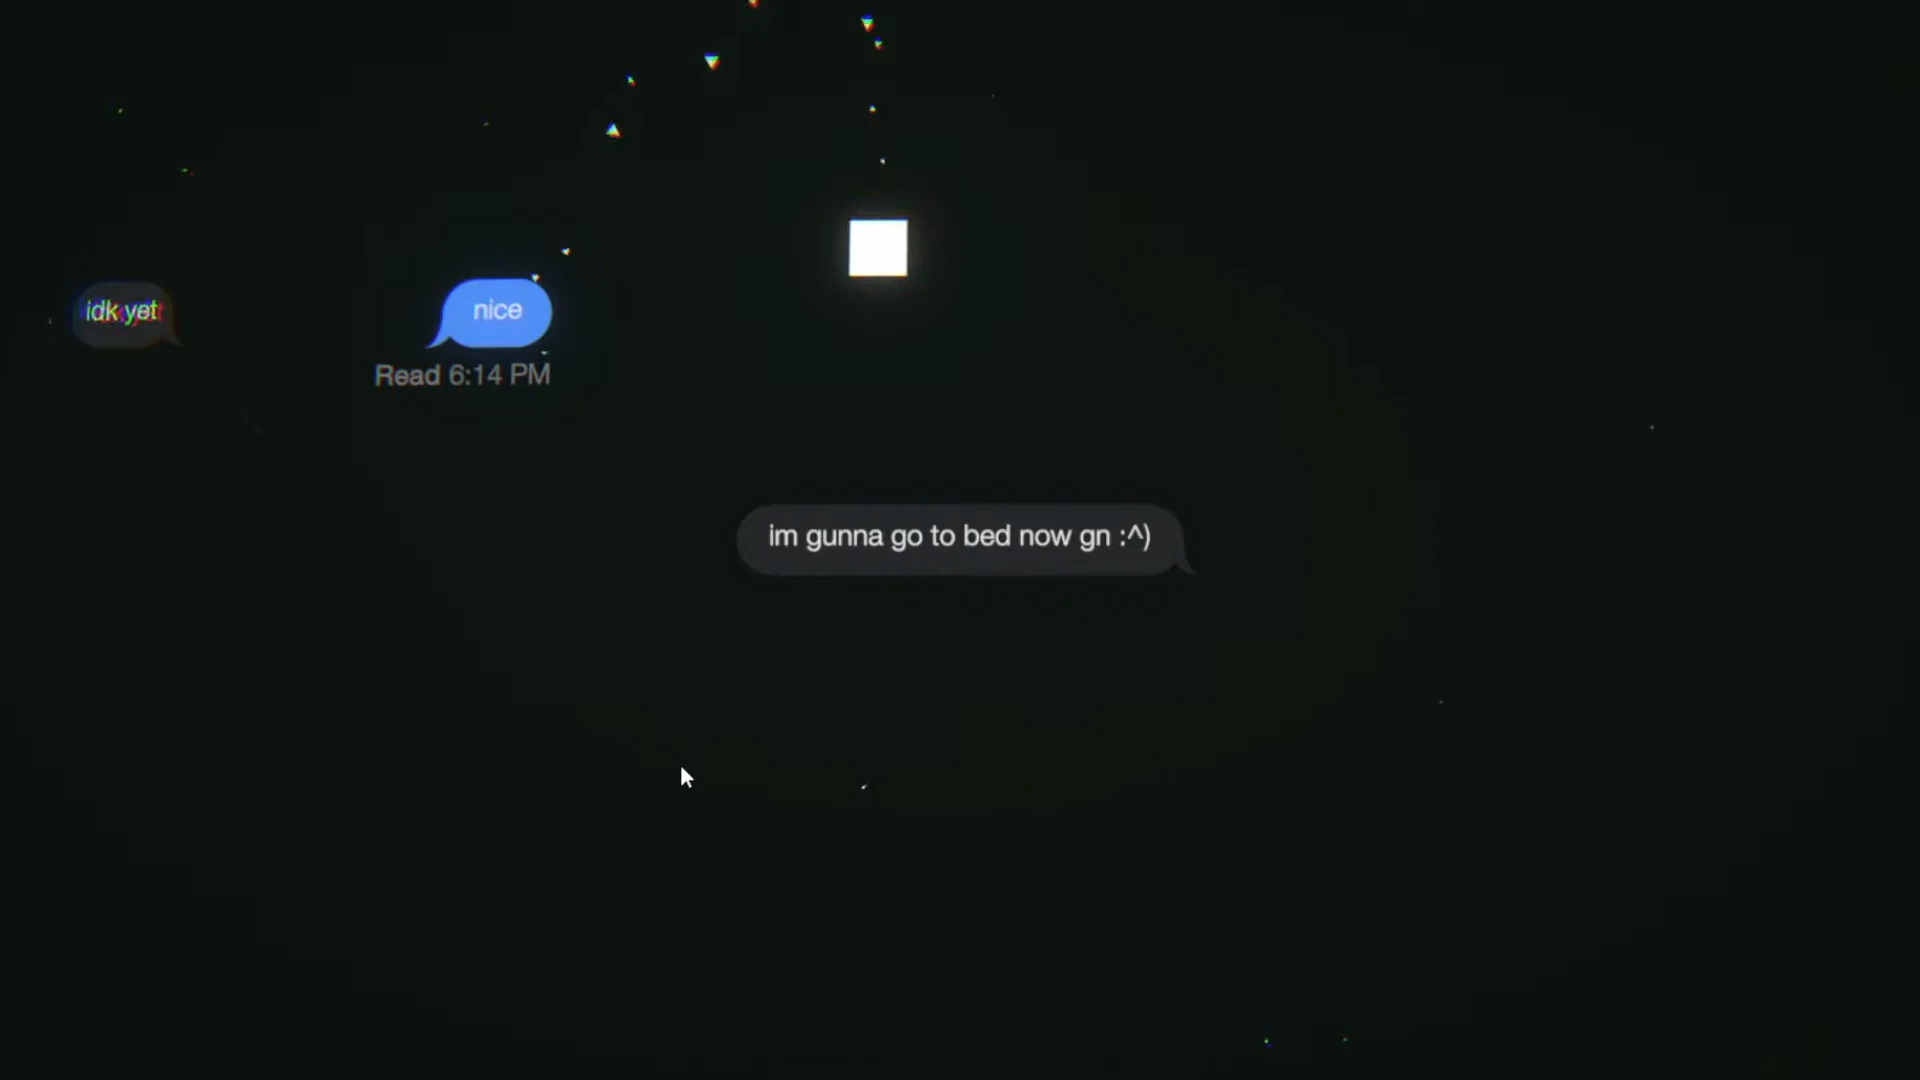 idk yet
nice
Read 6:14 PM
im gunna go to bed now gn :^)